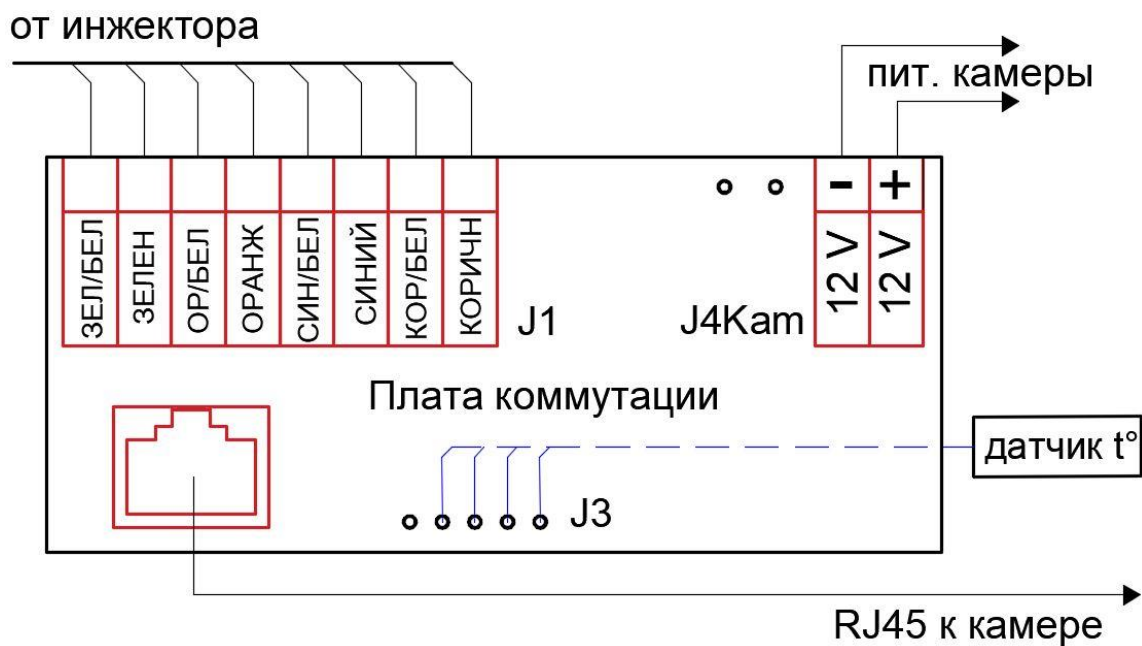 от инжектора
пит. камеры
- +
ЗЕЛ/БЕЛ
ЗЕЛЕН
ОР/БЕЛ
ОРАНЖ
СИН/БЕЛ
СИНИЙ
КОР/БЕЛ
КОРИЧН
J1
J4Kam
12 V
12 V
Плата коммутации
датчик t°
J3
RJ45 к камере